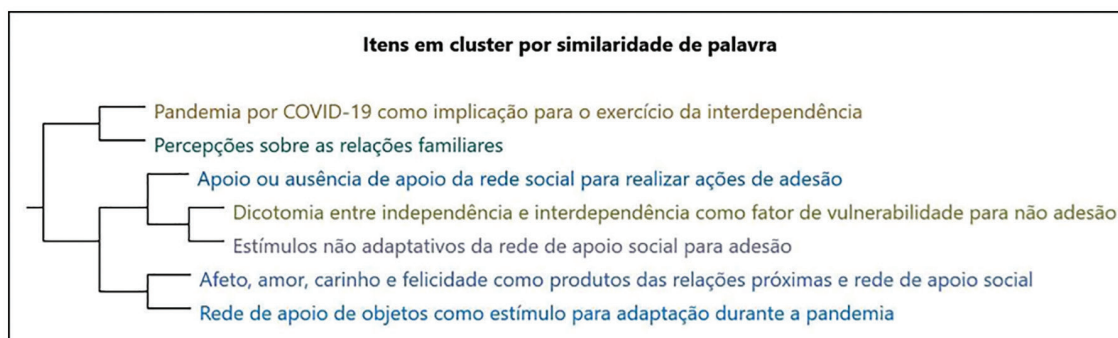 Itens em cluster por similaridade de palavra
Pandemia por COVID-19 como implicação para o exercício da interdependência
Percepções sobre as relações familiares
Apoio ou ausência de apoio da rede social para realizar ações de adesão
Dicotomia entre independência e interdependência como fator de vulnerabilidade para não adesão
Estímulos não adaptativos da rede de apoio social para adesão
Afeto, amor, carinho e felicidade como produtos das relações próximas e rede de apoio social
Rede de apoio de objetos como estímulo para adaptação durante a pandemia